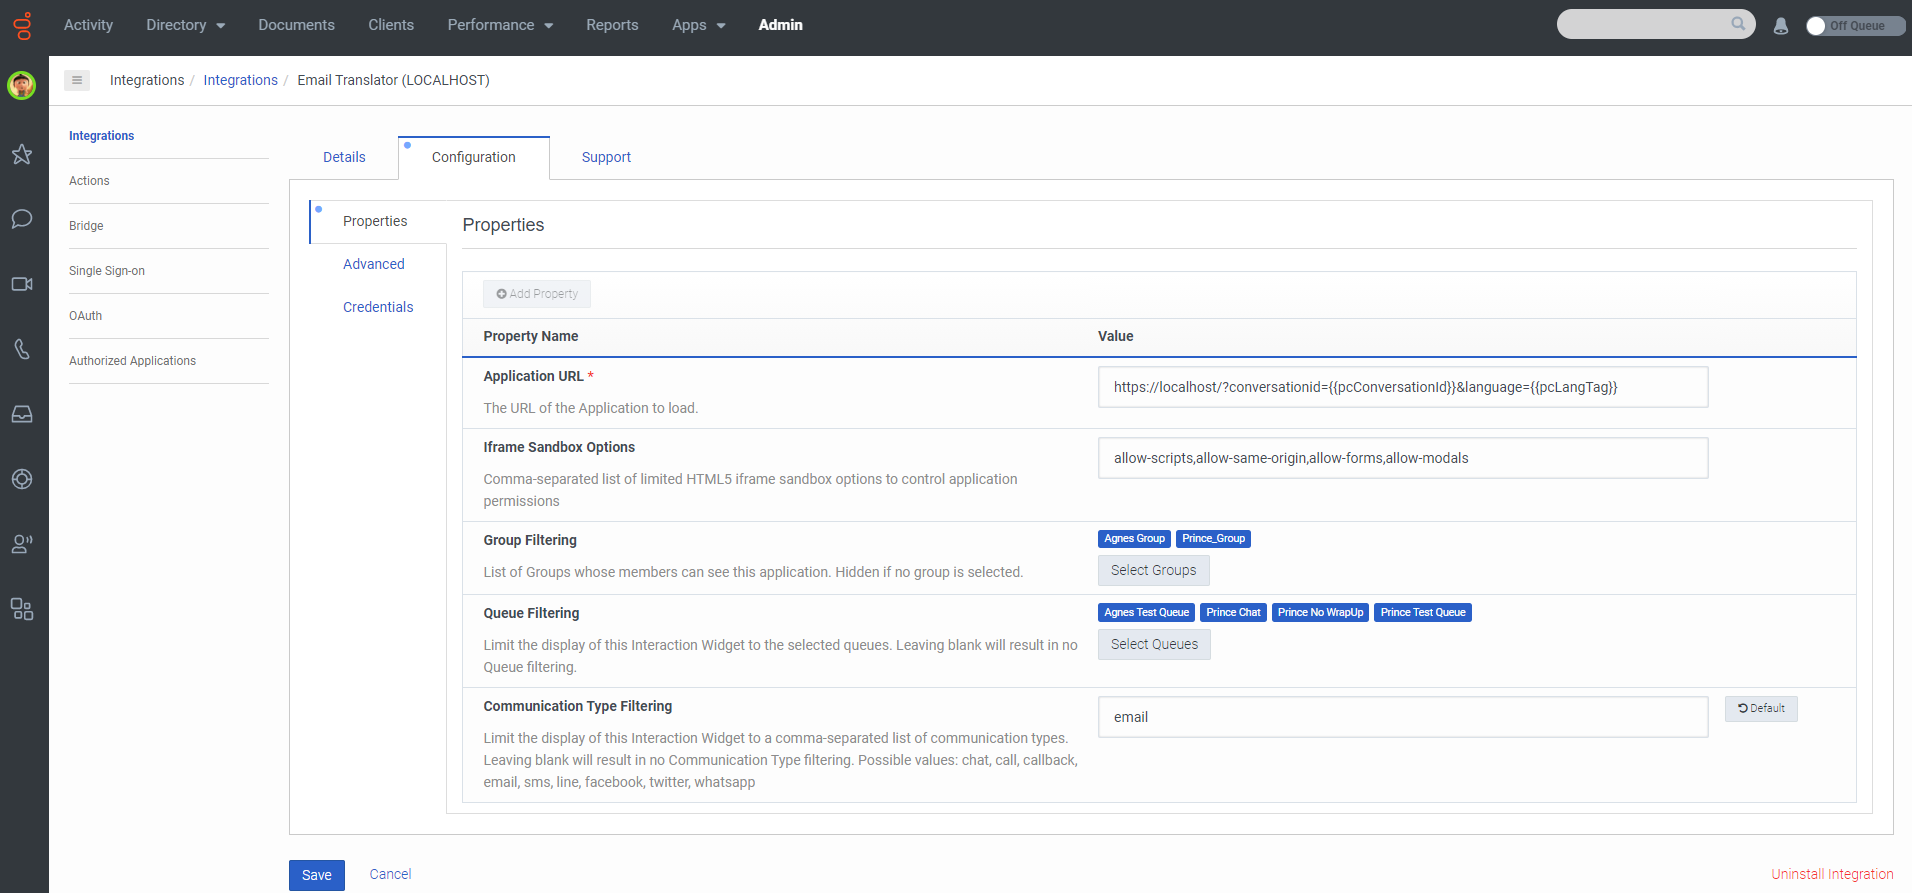 Activity Directory Documents Clients Performance Reports Apps Admin Off Queue
Integrations / Integrations / Email Translator (LOCALHOST)
Integrations
Actions
Bridge
Single Sign-on
OAuth
Authorized Applications
Details Configuration Support
Properties
Advanced
Credentials
Properties
Add Property
Property Name Value
Application URL * https://localhost/?conversationid={{pcConversationId}}&language={{pcLangTag}}
The URL of the Application to load.
Iframe Sandbox Options allow-scripts,allow-same-origin,allow-forms,allow-modals
Comma-separated list of limited HTML5 iframe sandbox options to control application
permissions
Group Filtering Agnes Group Prince_Group
List of Groups whose members can see this application. Hidden if no group is selected. Select Groups
Queue Filtering Agnes Test Queue Prince Chat Prince No WrapUp Prince Test Queue
Limit the display of this Interaction Widget to the selected queues. Leaving blank will result in no Select Queues
Queue filtering.
Communication Type Filtering email Default
Limit the display of this Interaction Widget to a comma-separated list of communication types.
Leaving blank will result in no Communication Type filtering. Possible values: chat, call, callback,
email, sms, line, facebook, twitter, whatsapp
Save Cancel Uninstall Integration